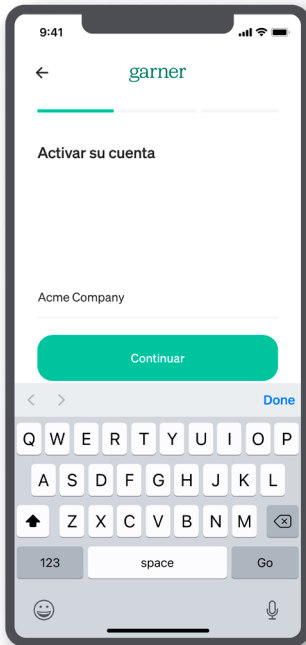 9:41
garner
Activar su cuenta
Acme Company
Continuar
Done
Q W E R T Y U I O P
A S D F G H J K L
Z X C V B N M
123 space Go